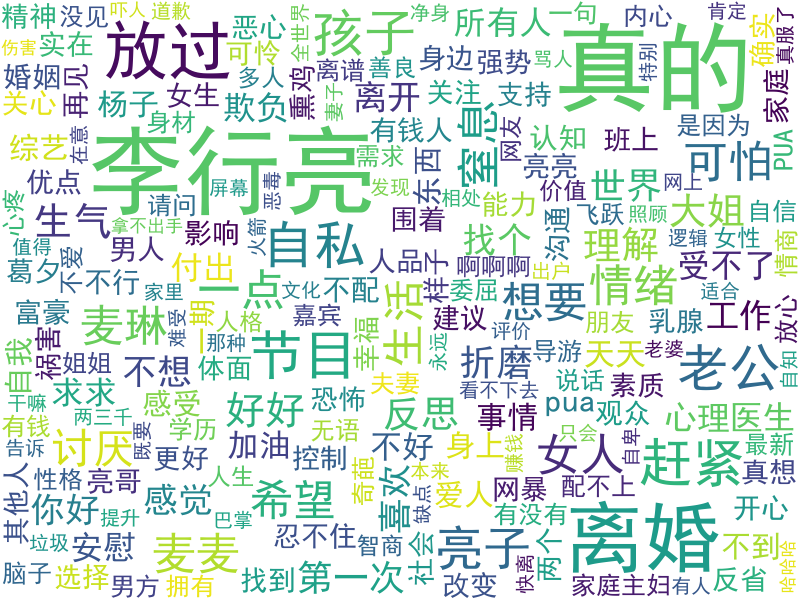 精神 没见 吓人 道歉 恶心 全世界 孩子 净身 所有人 一句 内心 肯定 真服了
伤害 实在 可怜 放过 真的 特别 确实 家庭
婚姻 再见 多人 离谱 善良 身边 强势 骂人
关心 杨子 女生 欺负 熏鸡 妻子 离开 关注 支持 网友
在意 身材 李行亮 有钱人 窒息 认知 班上 是因为 PUA
综艺 需求 东西 亮亮 可怕
心疼 优点 请问 屏幕 恶毒 发现 相处 价值 世界 网上 自信
拿不出手 影响 火箭 自私 围着 能力 沟通 飞跃 照顾 大姐 情商
生气 值得 男人 找个 理解 逻辑 女性
葛夕 不爱 不行 付出 人品 样子 啊啊啊 出户 情绪 受不了
家里 一点 文化 不配 委屈 想要 适合 放心
富豪 祸害 麦琳 一期 难受 人格 嘉宾 幸福 生活 建议 评价 朋友 乳腺 工作
自我 姐姐 不想 那种 体面 节目 永远 折磨 导游 天天 老婆 老公 自知
干嘛 求求 感受 恐怖 夫妻 看不下去 说话 素质
有钱 两三千 学历 好好 无语 反思 事情 pua 观众 心理医生
告诉 讨厌 既要 加油 控制 不好 身上 赚钱 女人 只会 自卑 赶紧 最新
其他人 性格 亮哥 更好 人生 奇葩 本来 喜欢 缺点 爱人 网暴 配不上 真想
你好 提升 感觉 巴掌 希望 有没有 离婚 开心
垃圾 安慰 忍不住 智商 社会 亮子 快离 两个 不到
脑子 选择 麦麦 男方 拥有 找到 第一次 改变 家庭主妇 有人 反省 哈哈哈